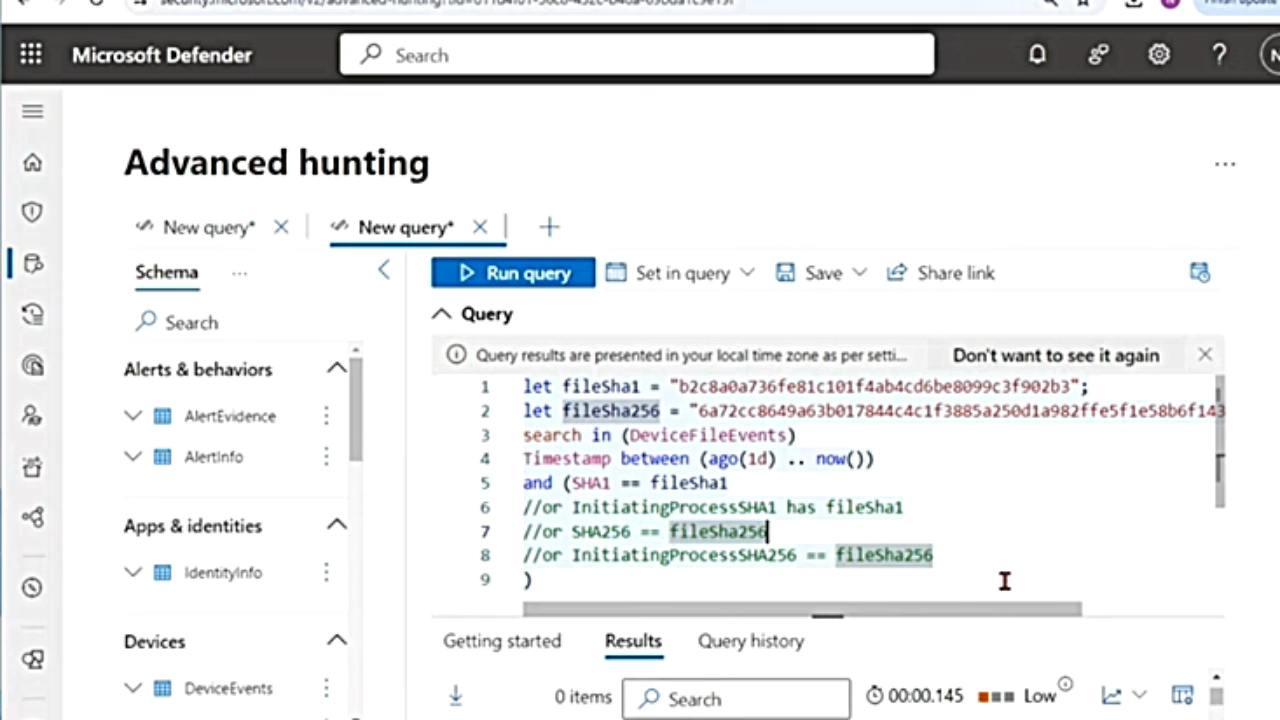 Microsoft Defender
Search
?
N
Advanced hunting
...
New query*
New query*
Schema
...
Run query
Set in query
Save
Share link
Search
Query
Query results are presented in your local time zone as per setti...
Don't want to see it again
Alerts & behaviors
AlertEvidence
AlertInfo
Apps & identities
IdentityInfo
Devices
DeviceEvents
1 let fileSha1 = "b2c8a0a736fe81c101f4ab4cd6be8099c3f902b3";
2 let fileSha256 = "6a72cc8649a63b017844c4c1f3885a250d1a982ffe5f1e58b6f143
3 search in (DeviceFileEvents)
4 Timestamp between (ago(1d) .. now())
5 and (SHA1 == fileSha1
6 //or InitiatingProcessSHA1 has fileSha1
7 //or SHA256 == fileSha256
8 //or InitiatingProcessSHA256 == fileSha256
9 )
Getting started
Results
Query history
0 items
Search
00:00.145
Low